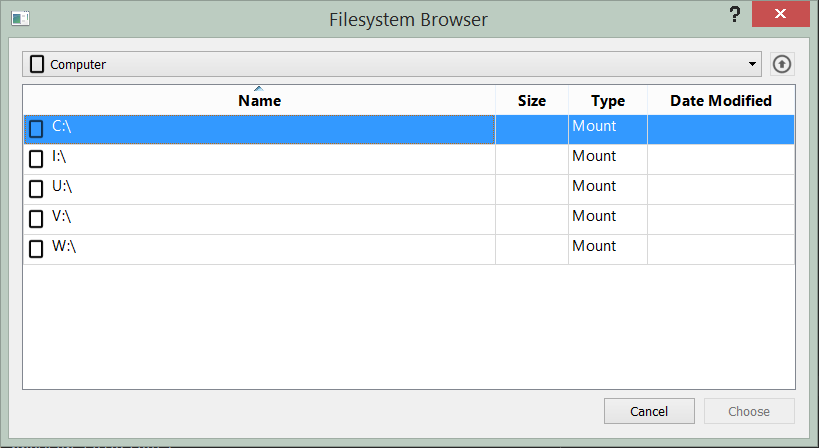 Filesystem Browser
?
Computer
Name Size Type Date Modified
C:\ Mount
I:\ Mount
U:\ Mount
V:\ Mount
W:\ Mount
Cancel Choose